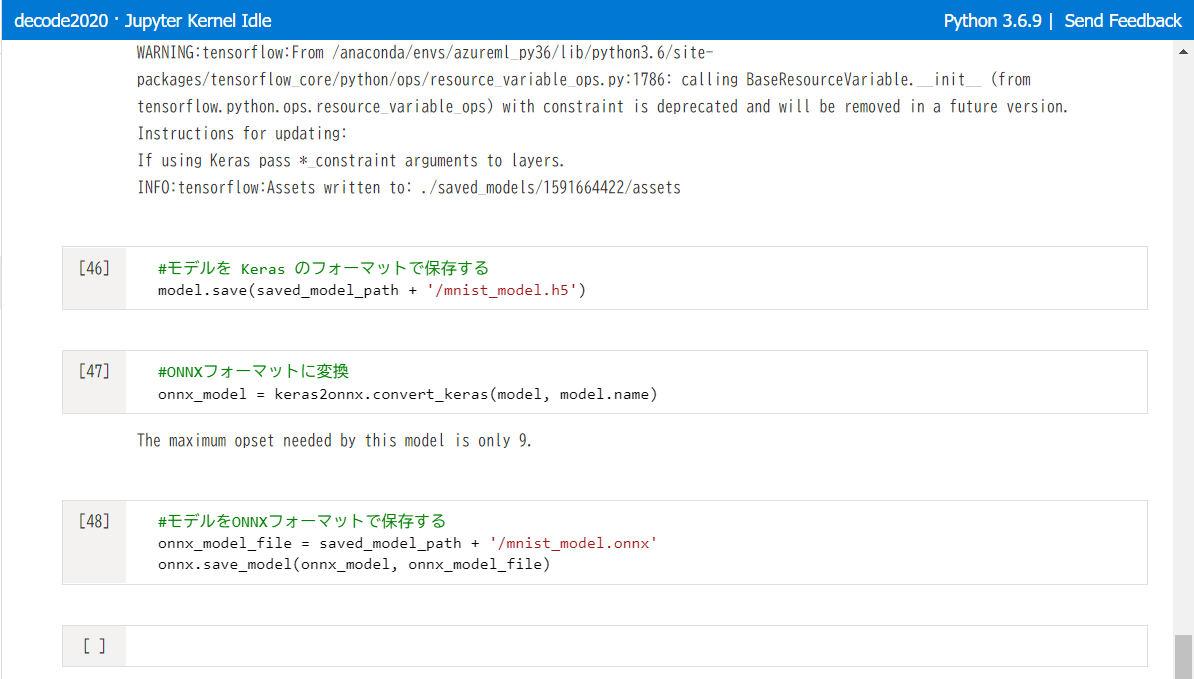 decode2020 · Jupyter Kernel Idle
Python 3.6.9 | Send Feedback
WARNING:tensorflow:From /anaconda/envs/azureml_py36/lib/python3.6/site-
packages/tensorflow_core/python/ops/resource_variable_ops.py:1786: calling BaseResourceVariable.__init__ (from
tensorflow.python.ops.resource_variable_ops) with constraint is deprecated and will be removed in a future version.
Instructions for updating:
If using Keras pass *_constraint arguments to layers.
INFO:tensorflow:Assets written to: ./saved_models/1591664422/assets
[46]
#モデルを Keras のフォーマットで保存する
model.save(saved_model_path + '/mnist_model.h5')
[47]
#ONNXフォーマットに変換
onnx_model = keras2onnx.convert_keras(model, model.name)
The maximum opset needed by this model is only 9.
[48]
#モデルをONNXフォーマットで保存する
onnx_model_file = saved_model_path + '/mnist_model.onnx'
onnx.save_model(onnx_model, onnx_model_file)
[ ]